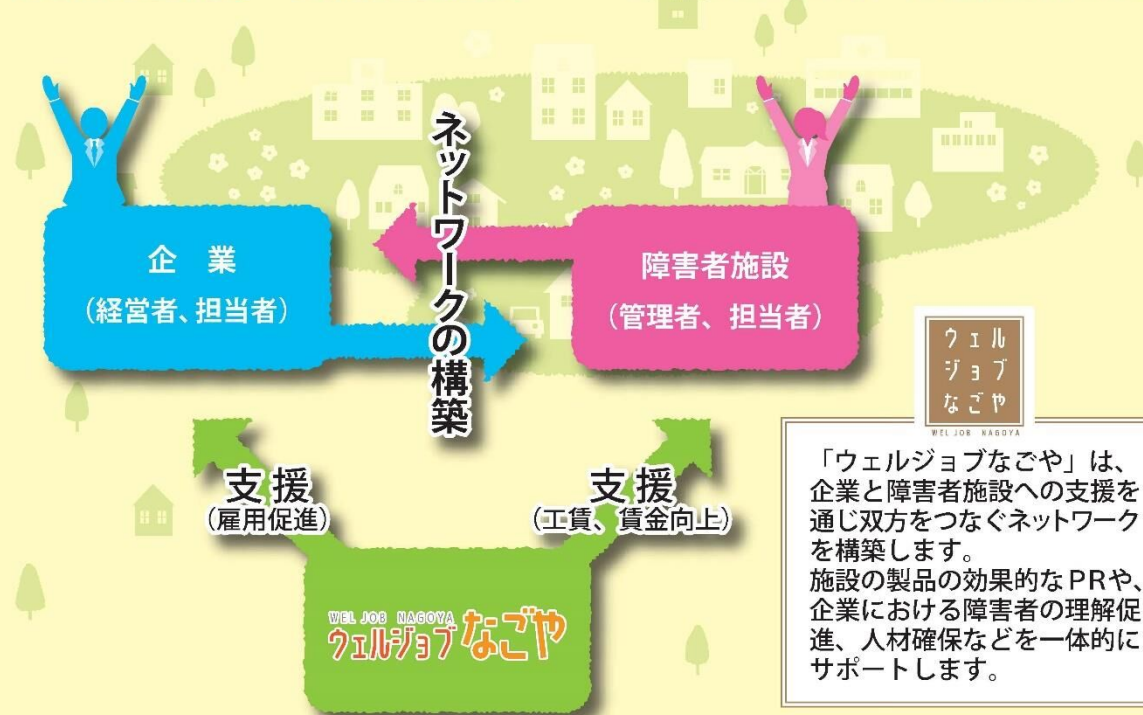 ネットワークの構築
企　業
（経営者、担当者）
障害者施設
（管理者、担当者）
支援
（雇用促進）
支援
（工賃、賃金向上）
WEL JOB NAGOYA
ウェルジョブなごや
ウェル
ジョブ
なごや
WEL JOB NAGOYA
「ウェルジョブなごや」は、
企業と障害者施設への支援を
通じ双方をつなぐネットワーク
を構築します。
施設の製品の効果的なPRや、
企業における障害者の理解促
進、人材確保などを一体的に
サポートします。